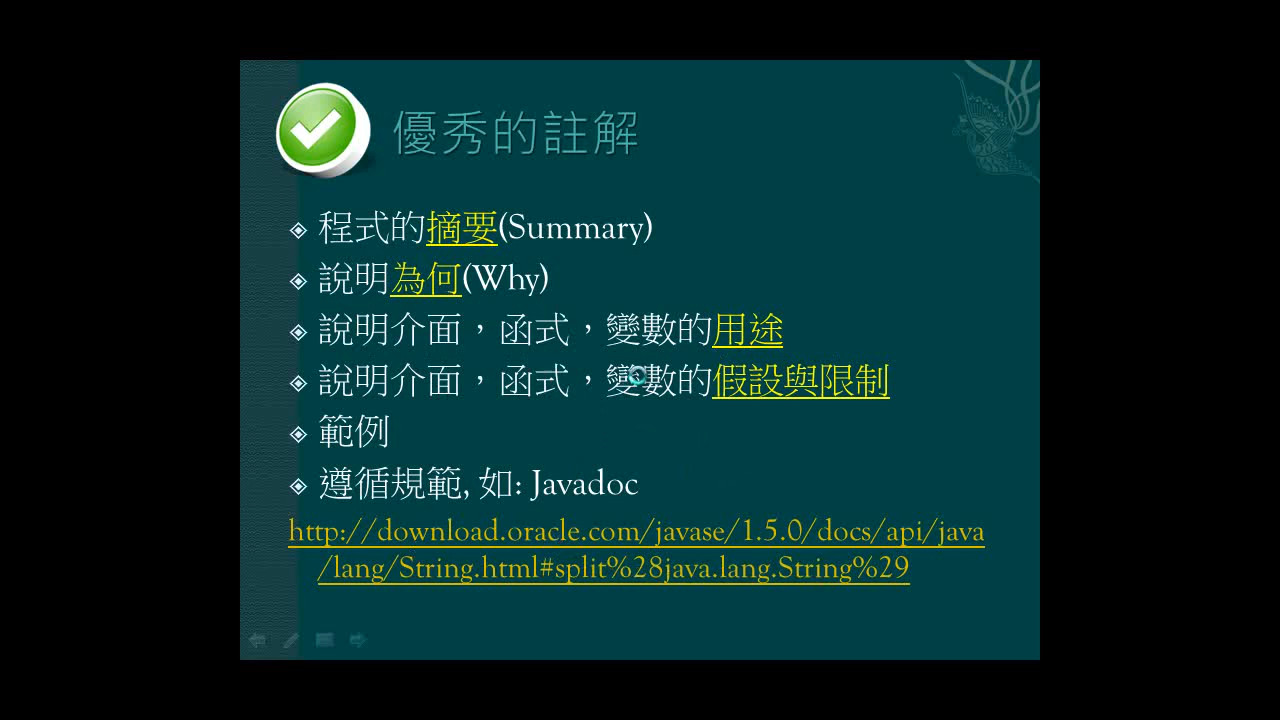 優秀的註解
程式的摘要(Summary)
說明為何(Why)
說明介面，函式，變數的用途
說明介面，函式，變數的假設與限制
範例
遵循規範, 如: Javadoc
http://download.oracle.com/javase/1.5.0/docs/api/java
/lang/String.html#split%28java.lang.String%29